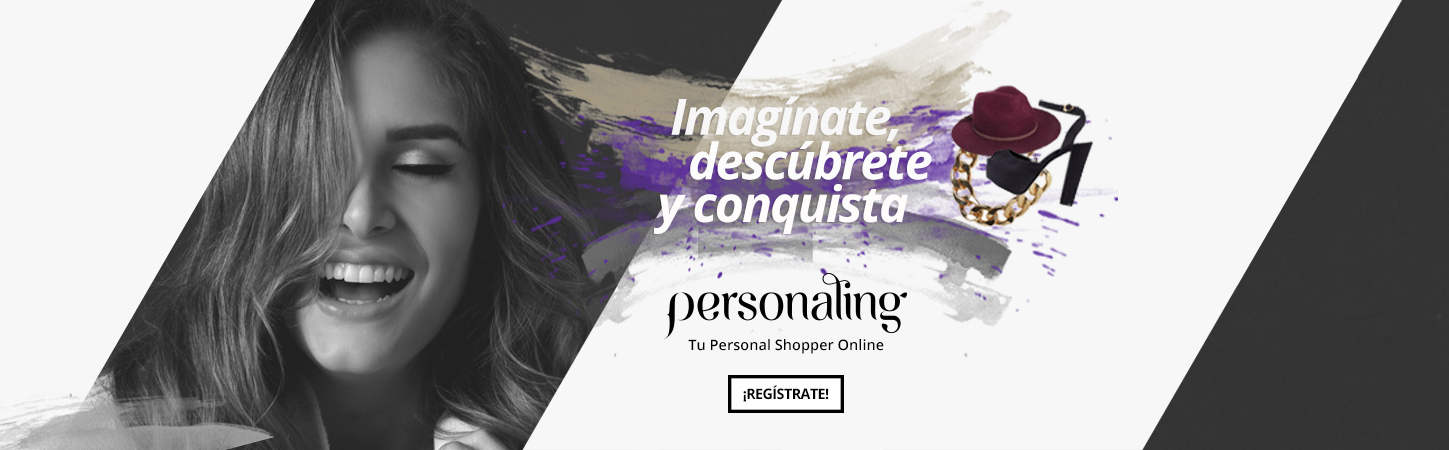 Imagínate,
descúbrete
y conquista
personaling
Tu Personal Shopper Online
¡REGÍSTRATE!